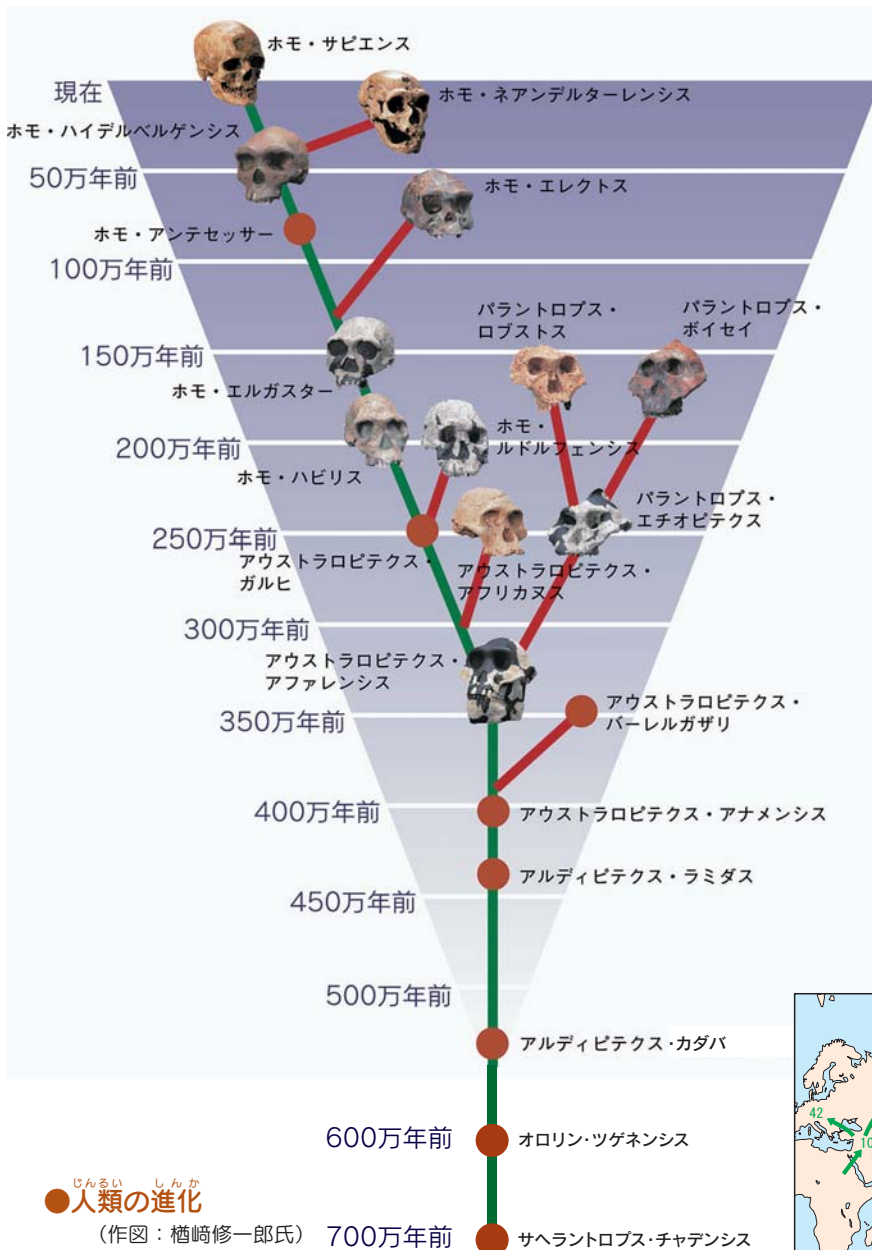 ホモ・サピエンス
現在
ホモ・ネアンデルターレンシス
ホモ・ハイデルベルゲンシス
50万年前
ホモ・エレクトス
ホモ・アンテセッサー
100万年前
パラントロプス・
ロブストス
パラントロプス・
ボイセイ
150万年前
ホモ・エルガスター
ホモ・
ルドルフェンシス
200万年前
ホモ・ハビリス
パラントロプス・
エチオピテクス
250万年前
アウストラロピテクス・
ガルヒ
アウストラロピテクス・
アフリカヌス
300万年前
アウストラロピテクス・
アファレンシス
アウストラロピテクス・
バーレルガザリ
350万年前
400万年前
アウストラロピテクス・アナメンシス
アルディピテクス・ラミダス
450万年前
500万年前
アルディピテクス・カダバ
42
10
600万年前
オロリン・ツゲネンシス
じんるい しんか
●人類の進化
(作図:楢﨑修一郎氏)
700万年前
サヘラントロプス・チャデンシス